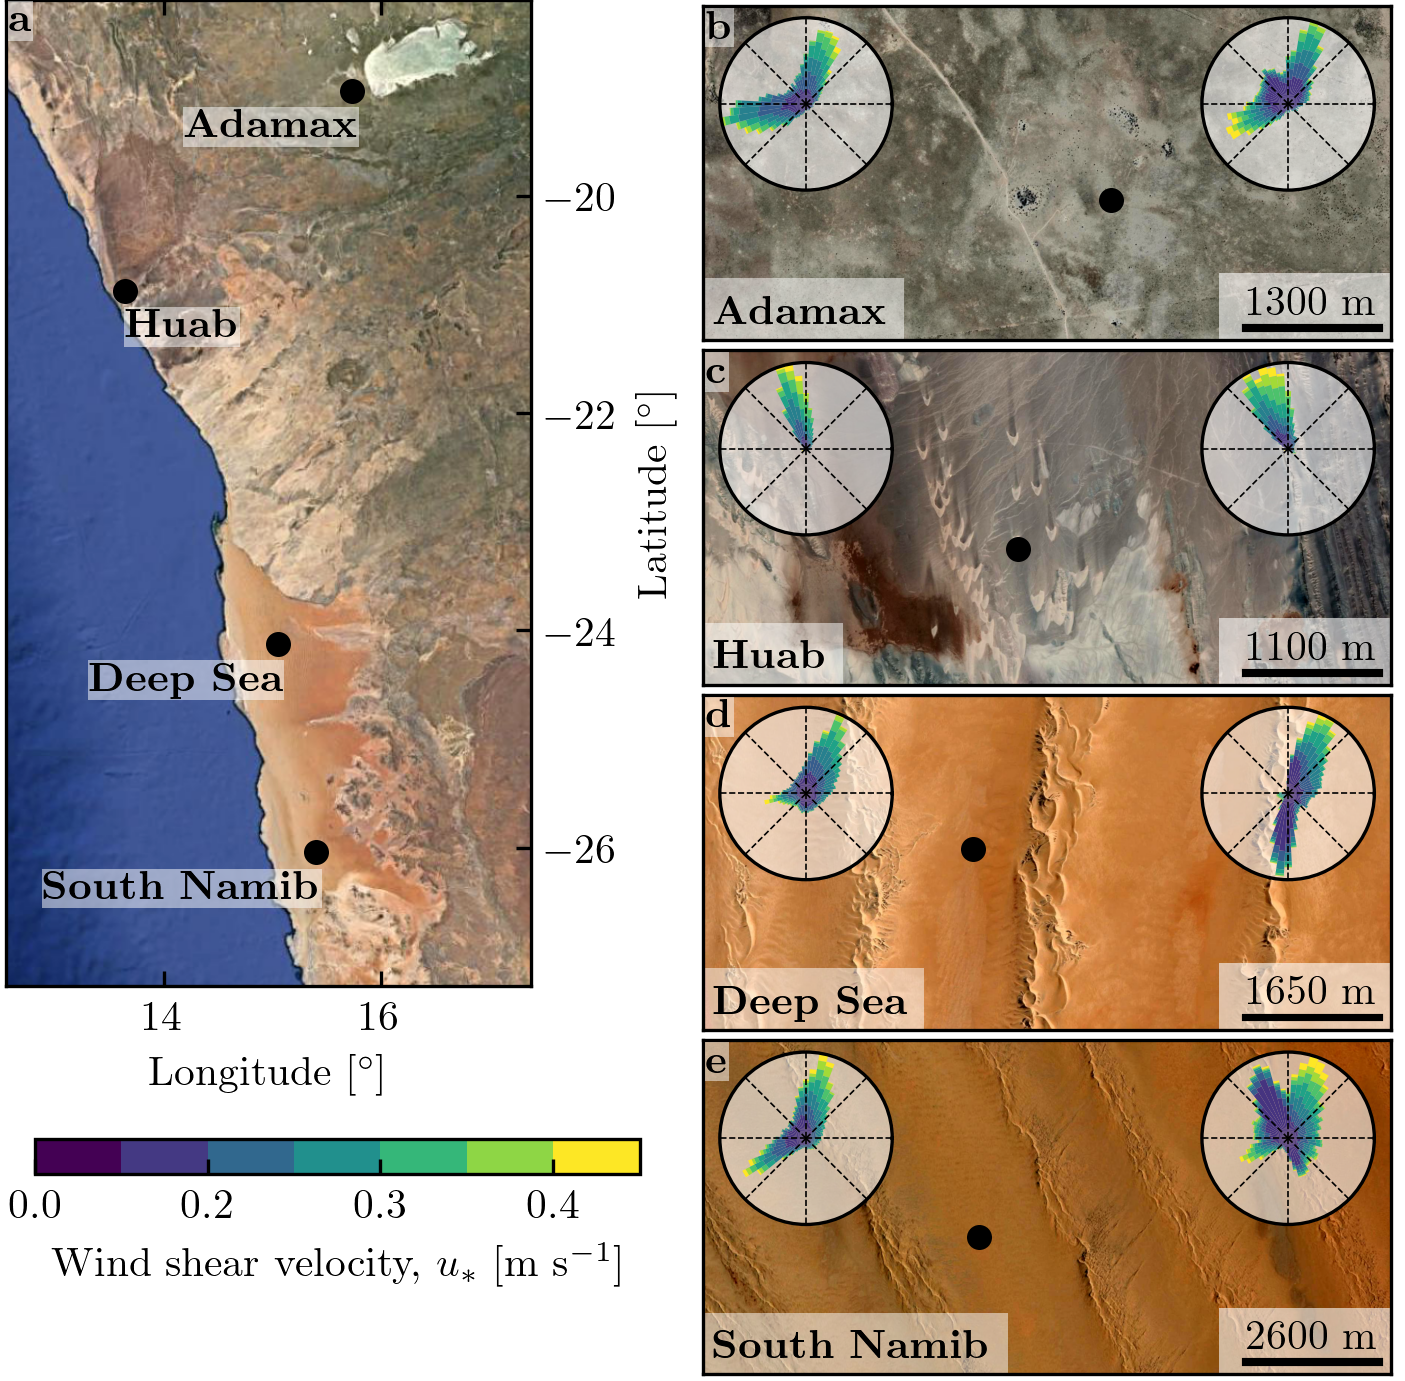 a
Adamax
Huab
Deep Sea
South Namib
−20
−22
−24
−26
Latitude [°]
14 16
Longitude [°]
0.0 0.2 0.3 0.4
Wind shear velocity, u* [m s−1]
b
Adamax
1300 m
c
Huab
1100 m
d
Deep Sea
1650 m
e
South Namib
2600 m